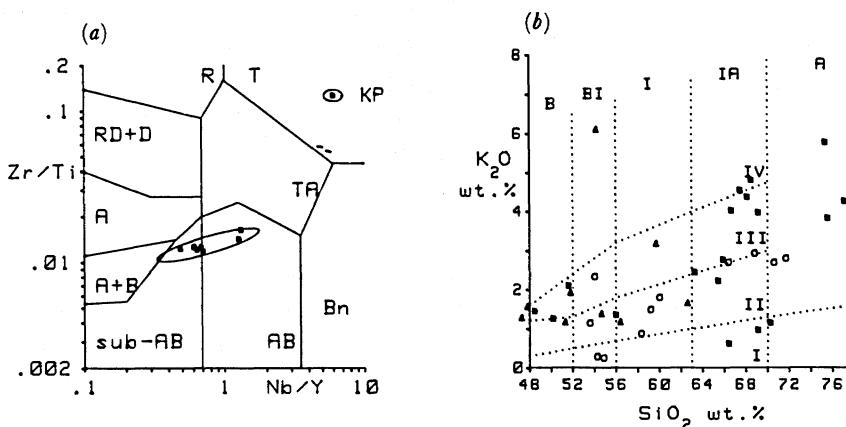 (a)
R T
KP
.2
.1
RD+D
Zr/Ti
TA
A
.01
A+B
Bn
sub-AB
AB
.002
.1 1 10
Nb/Y
(b)
8
A
IA
I
BI
B
6
K2O
wt.%
IV
4
III
2
II
I
0
48 52 56 60 64 68 72 76
SiO2 wt.%